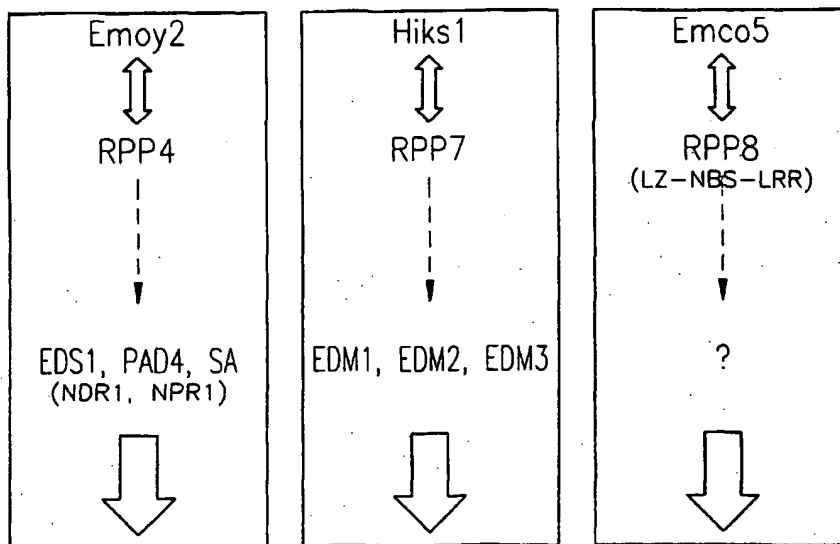 Emoy2
RPP4
EDS1, PAD4, SA
(NDR1, NPR1)
Hiks1
RPP7
EDM1, EDM2, EDM3
Emco5
RPP8
(LZ-NBS-LRR)
?